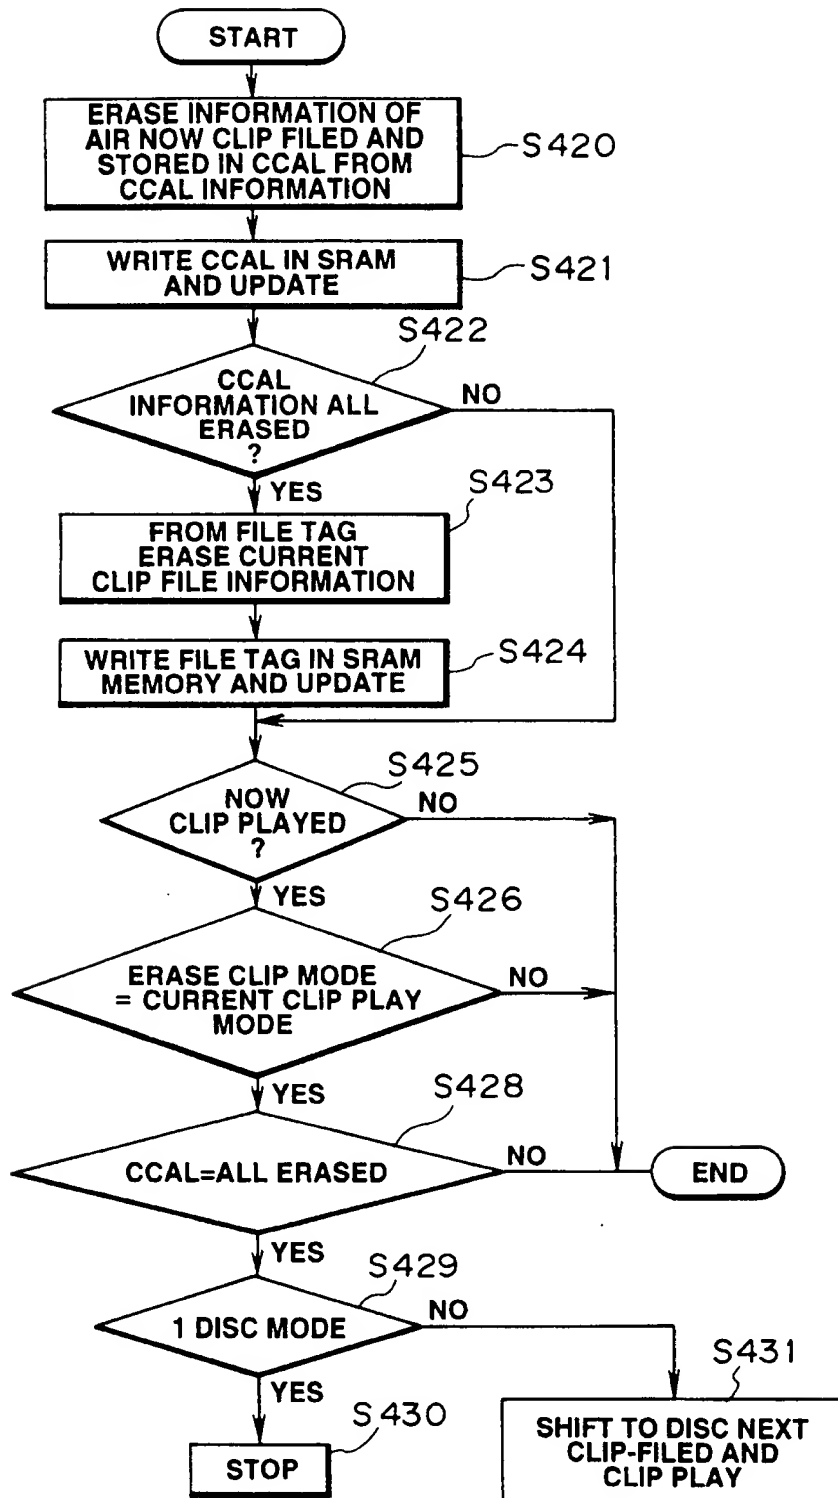 START
ERASE INFORMATION OF
AIR NOW CLIP FILED AND
STORED IN CCAL FROM
CCAL INFORMATION
S420
WRITE CCAL IN SRAM
AND UPDATE
S421
S422
CCAL
INFORMATION ALL
ERASED
?
NO
YES
S423
FROM FILE TAG
ERASE CURRENT
CLIP FILE INFORMATION
WRITE FILE TAG IN SRAM
MEMORY AND UPDATE
S424
S425
NOW
CLIP PLAYED
?
NO
YES
S426
ERASE CLIP MODE
= CURRENT CLIP PLAY
MODE
NO
YES
S428
CCAL=ALL ERASED
NO
END
YES
S429
1 DISC MODE
NO
YES
S430
STOP
S431
SHIFT TO DISC NEXT
CLIP-FILED AND
CLIP PLAY